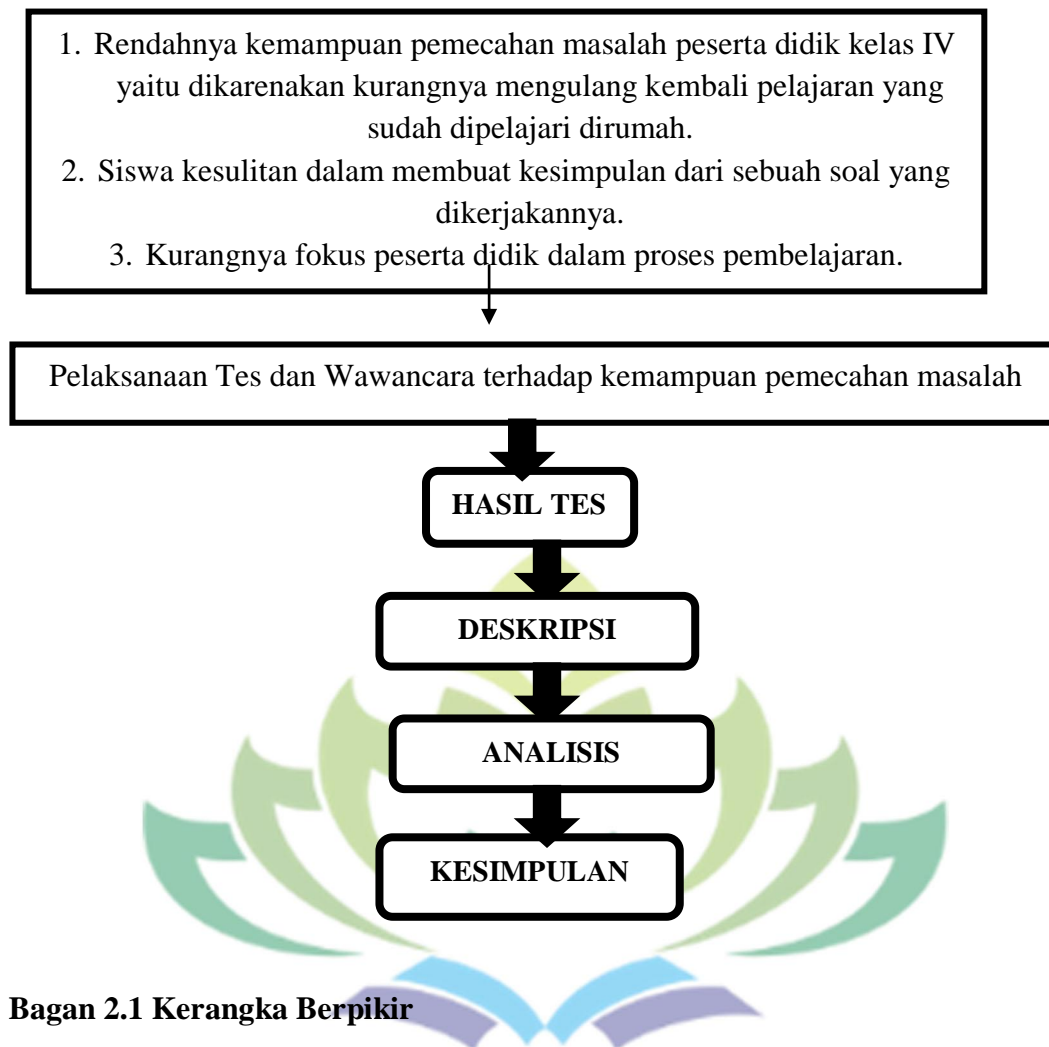 1. Rendahnya kemampuan pemecahan masalah peserta didik kelas IV
yaitu dikarenakan kurangnya mengulang kembali pelajaran yang
sudah dipelajari dirumah.
2. Siswa kesulitan dalam membuat kesimpulan dari sebuah soal yang
dikerjakannya.
3. Kurangnya fokus peserta didik dalam proses pembelajaran.
Pelaksanaan Tes dan Wawancara terhadap kemampuan pemecahan masalah
HASIL TES
DESKRIPSI
ANALISIS
KESIMPULAN
Bagan 2.1 Kerangka Berpikir